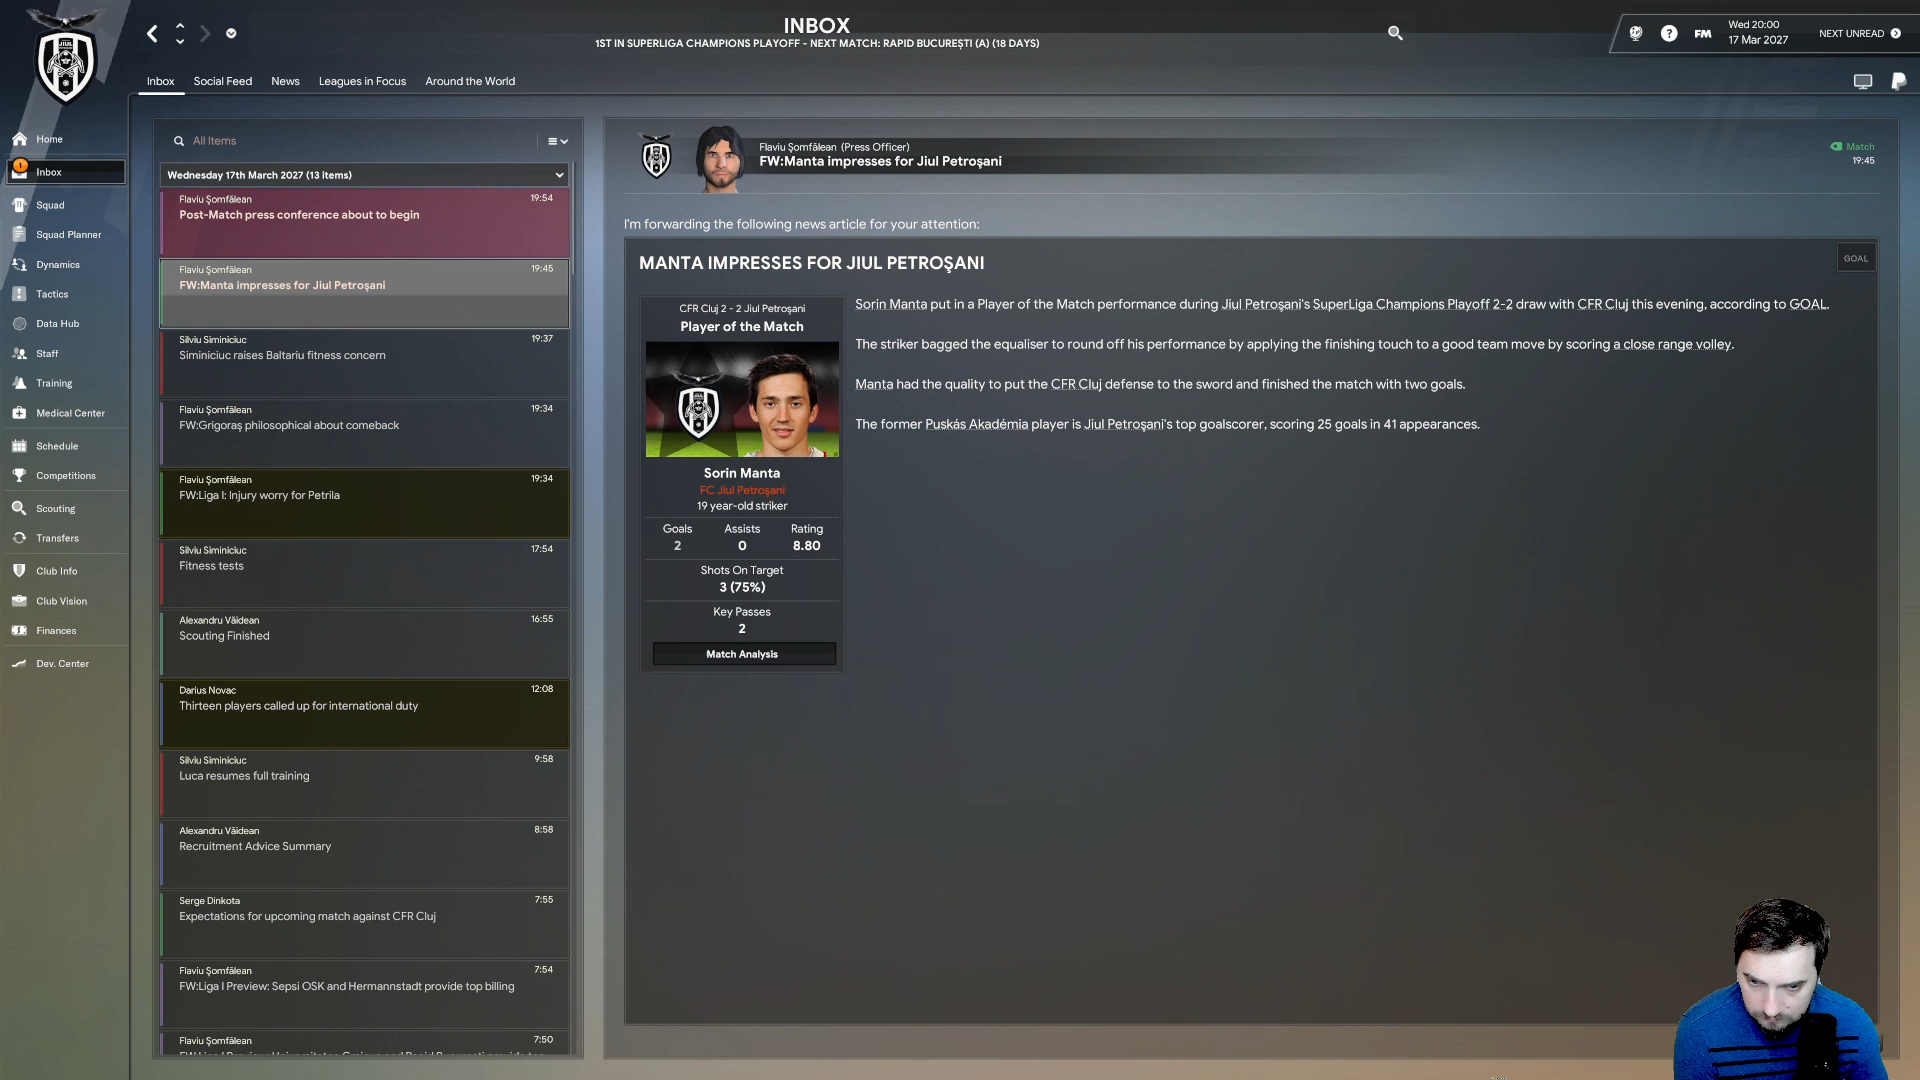 INBOX
1ST IN SUPERLIGA CHAMPIONS PLAYOFF - NEXT MATCH: RAPID BUCUREȘTI (A) (18 DAYS)
FM
Wed 20:00
17 Mar 2027
NEXT UNREAD
Inbox
Social Feed
News
Leagues in Focus
Around the World
Home
1
Inbox
Squad
Squad Planner
Dynamics
Tactics
Data Hub
Staff
Training
Medical Center
Schedule
Competitions
Scouting
Transfers
Club Info
Club Vision
Finances
Dev. Center
All Items
Wednesday 17th March 2027 (13 items)
Flaviu Șomfălean 19:54
Post-Match press conference about to begin
Flaviu Șomfălean 19:45
FW:Manta impresses for Jiul Petroșani
Silviu Siminiciuc 19:37
Siminiciuc raises Baltariu fitness concern
Flaviu Șomfălean 19:34
FW:Grigoraș philosophical about comeback
Flaviu Șomfălean 19:34
FW:Liga I: Injury worry for Petrila
Silviu Siminiciuc 17:54
Fitness tests
Alexandru Văidean 16:55
Scouting Finished
Darius Novac 12:08
Thirteen players called up for international duty
Silviu Siminiciuc 9:58
Luca resumes full training
Alexandru Văidean 8:58
Recruitment Advice Summary
Serge Dinkota 7:55
Expectations for upcoming match against CFR Cluj
Flaviu Șomfălean 7:54
FW:Liga I Preview: Sepsi OSK and Hermannstadt provide top billing
Flaviu Șomfălean 7:50
Flaviu Șomfălean (Press Officer)
FW:Manta impresses for Jiul Petroșani
Match
19:45
I'm forwarding the following news article for your attention:
MANTA IMPRESSES FOR JIUL PETROȘANI
GOAL
CFR Cluj 2 - 2 Jiul Petroșani
Player of the Match
Sorin Manta
FC Jiul Petroșani
19 year-old striker
Goals Assists Rating
2 0 8.80
Shots On Target
3 (75%)
Key Passes
2
Match Analysis
Sorin Manta put in a Player of the Match performance during Jiul Petroșani's SuperLiga Champions Playoff 2-2 draw with CFR Cluj this evening, according to GOAL.
The striker bagged the equaliser to round off his performance by applying the finishing touch to a good team move by scoring a close range volley.
Manta had the quality to put the CFR Cluj defense to the sword and finished the match with two goals.
The former Puskás Akadémia player is Jiul Petroșani's top goalscorer, scoring 25 goals in 41 appearances.